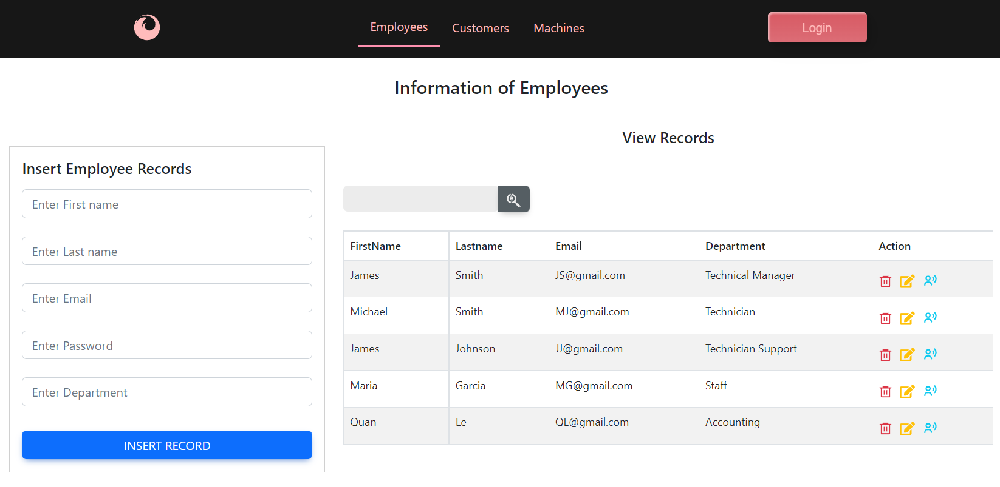 Employees Customers Machines Login
Information of Employees
View Records
Insert Employee Records
Enter First name
Enter Last name
Enter Email
Enter Password
Enter Department
INSERT RECORD
FirstName Lastname Email Department Action
James Smith JS@gmail.com Technical Manager
Michael Smith MJ@gmail.com Technician
James Johnson JJ@gmail.com Technician Support
Maria Garcia MG@gmail.com Staff
Quan Le QL@gmail.com Accounting